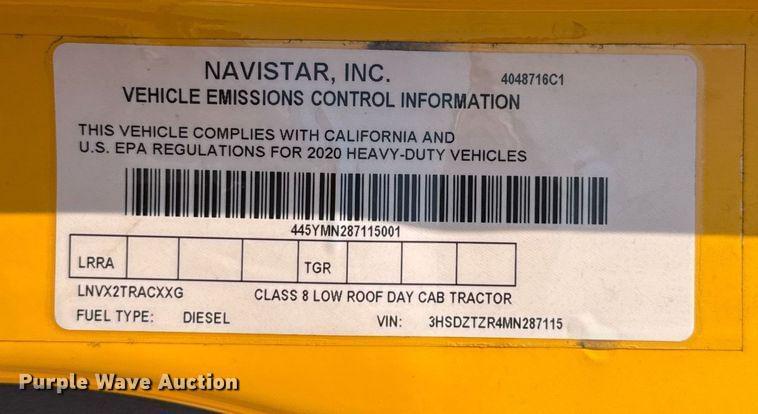 NAVISTAR, INC. 4048716C1
VEHICLE EMISSIONS CONTROL INFORMATION
THIS VEHICLE COMPLIES WITH CALIFORNIA AND
U.S. EPA REGULATIONS FOR 2020 HEAVY-DUTY VEHICLES
445YMN287115001
LRRA TGR
LNVX2TRACXXG CLASS 8 LOW ROOF DAY CAB TRACTOR
FUEL TYPE: DIESEL VIN: 3HSDZTZR4MN287115
Purple Wave Auction